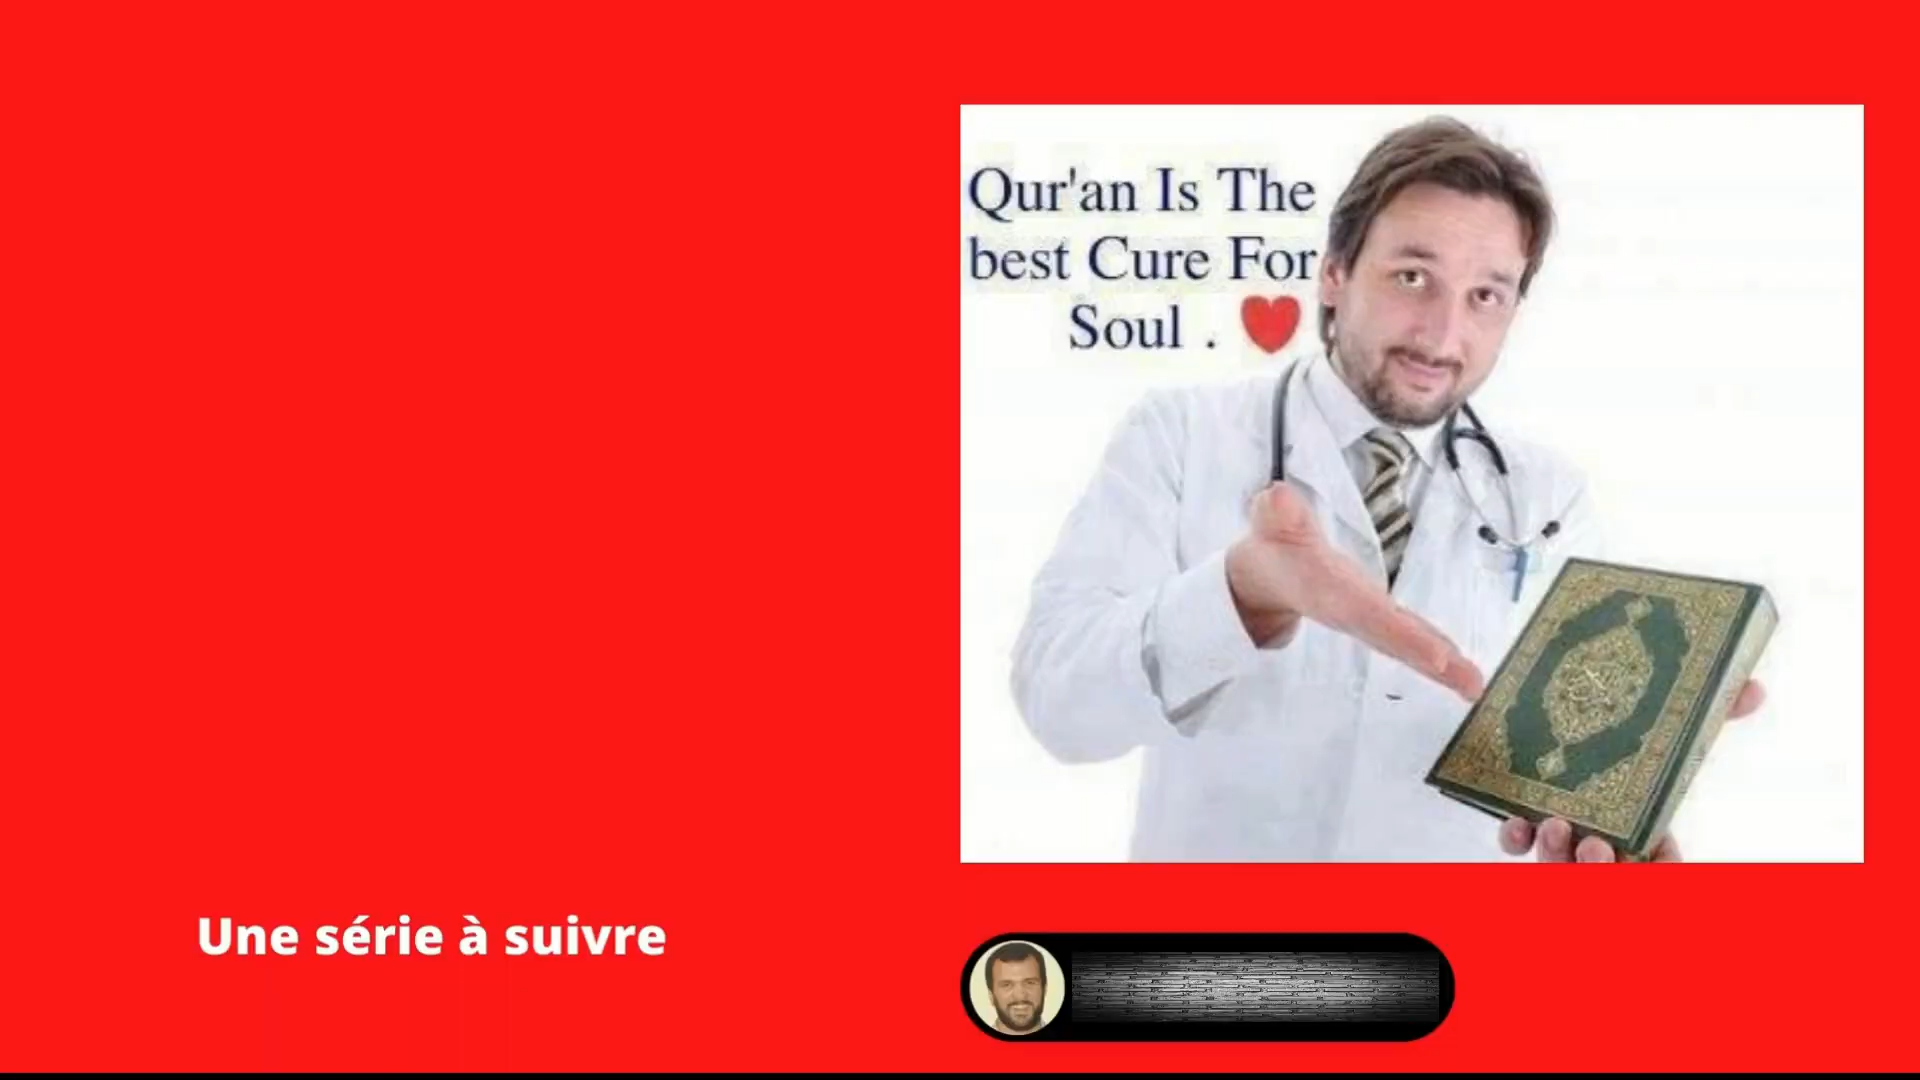 Qur'an Is The
best Cure For
Soul . ❤
Une série à suivre